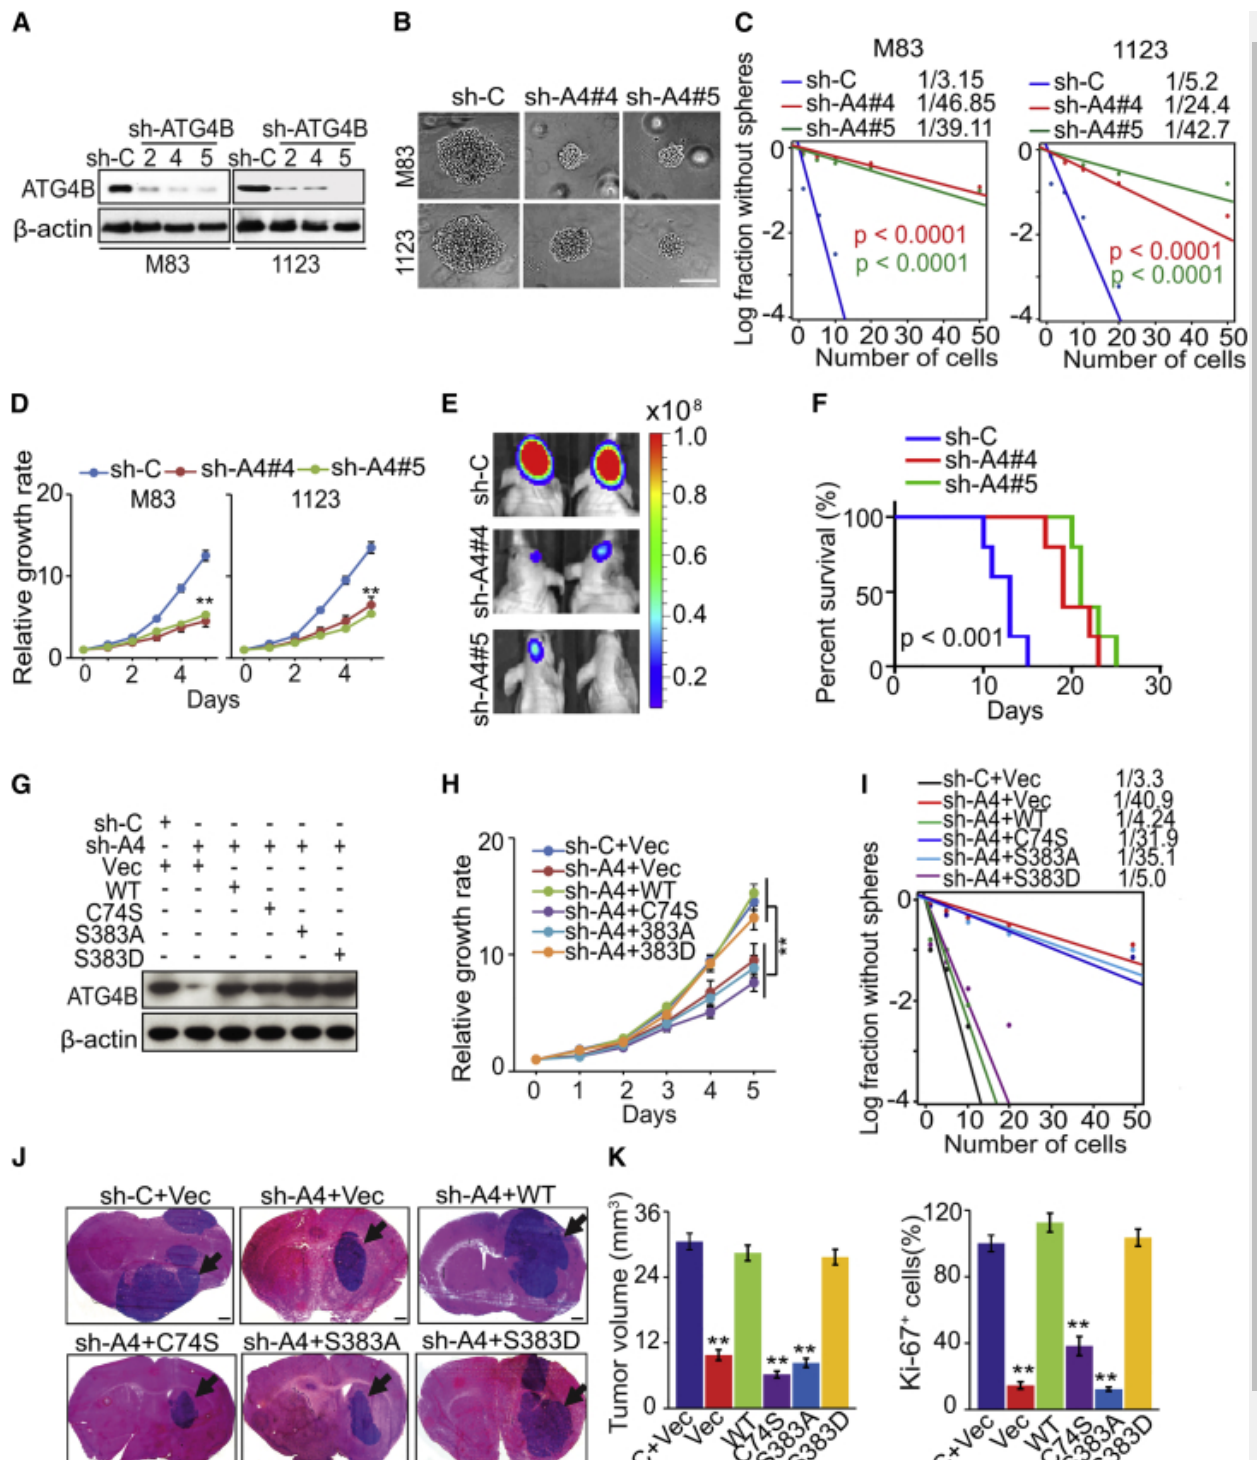 A
sh-ATG4B sh-ATG4B
sh-C 2 4 5 sh-C 2 4 5
ATG4B
β-actin
M83 1123
B
sh-C sh-A4#4 sh-A4#5
M83
1123
C
M83
sh-C 1/3.15
sh-A4#4 1/46.85
sh-A4#5 1/39.11
Log fraction without spheres
0
-2
-4
p < 0.0001
p < 0.0001
0 10 20 30 40 50
Number of cells
1123
sh-C 1/5.2
sh-A4#4 1/24.4
sh-A4#5 1/42.7
0
-2
-4
p < 0.0001
p < 0.0001
0 10 20 30 40 50
Number of cells
D
sh-C sh-A4#4 sh-A4#5
M83 1123
Relative growth rate
20
10
0
**
**
0 2 4 0 2 4
Days
E
x10⁸
sh-C
sh-A4#4
sh-A4#5
1.0
0.8
0.6
0.4
0.2
F
sh-C
sh-A4#4
sh-A4#5
Percent survival (%)
100
50
0
p < 0.001
0 10 20 30
Days
G
sh-C + - - - - -
sh-A4 - + + + + +
Vec + + - - - -
WT - - + - - -
C74S - - - + - -
S383A - - - - + -
S383D - - - - - +
ATG4B
β-actin
H
sh-C+Vec
sh-A4+Vec
sh-A4+WT
sh-A4+C74S
sh-A4+383A
sh-A4+383D
Relative growth rate
20
10
0
**
0 1 2 3 4 5
Days
I
sh-C+Vec 1/3.3
sh-A4+Vec 1/40.9
sh-A4+WT 1/4.24
sh-A4+C74S 1/31.9
sh-A4+S383A 1/35.1
sh-A4+S383D 1/5.0
Log fraction without spheres
0
-2
-4
0 10 20 30 40 50
Number of cells
J
sh-C+Vec sh-A4+Vec sh-A4+WT
sh-A4+C74S sh-A4+S383A sh-A4+S383D
K
Tumor volume (mm³)
36
24
12
0
** ** **
C+Vec Vec WT C74S S383A S383D
Ki-67⁺ cells(%)
120
80
40
0
** ** **
C+Vec Vec WT C74S S383A S383D